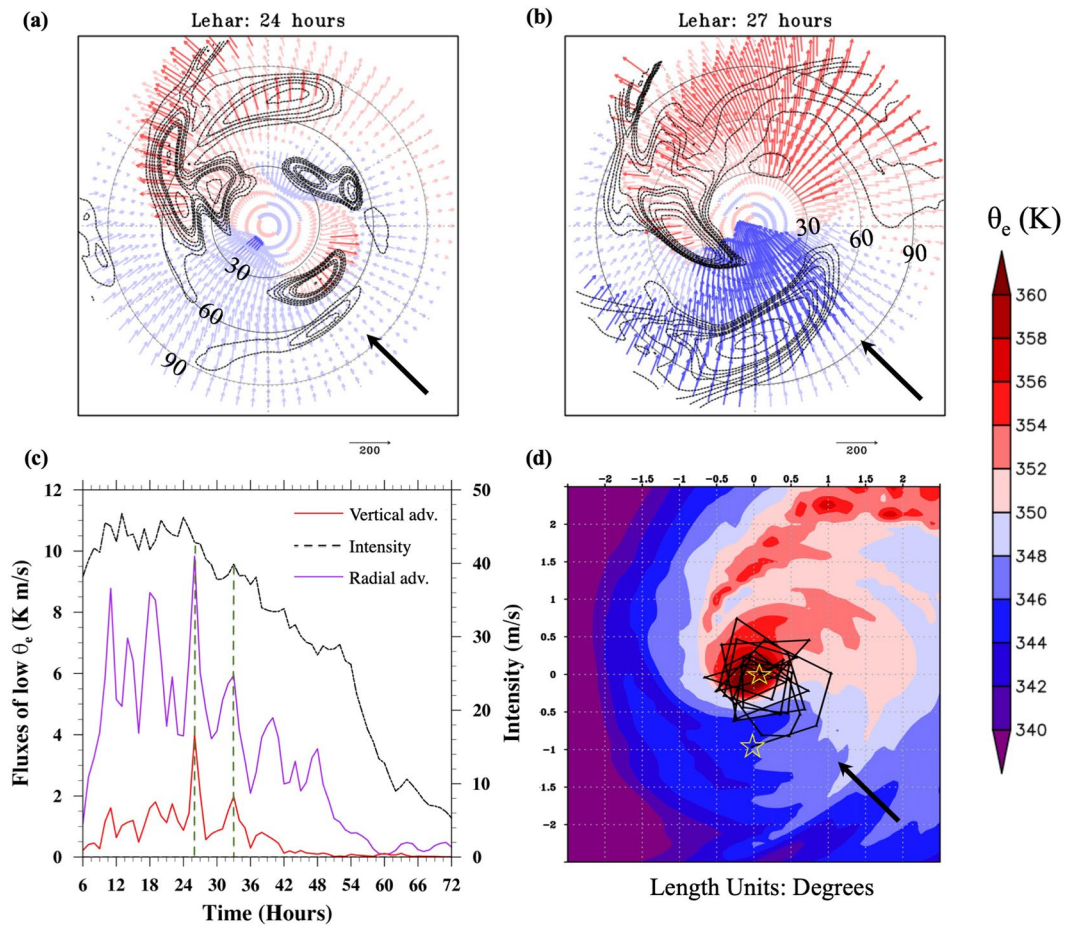 (a) Lehar: 24 hours
30
60
90
200
(b) Lehar: 27 hours
30
60
90
200
θe (K)
360
358
356
354
352
350
348
346
344
342
340
(c)
Fluxes of low θe (K m/s)
12
10
8
6
4
2
0
Vertical adv.
Intensity
Radial adv.
50
40
30
20
10
0
Intensity (m/s)
6 12 18 24 30 36 42 48 54 60 66 72
Time (Hours)
(d)
−2 −1.5 −1 −0.5 0 0.5 1 1.5 2
2
1.5
1
0.5
0
0.5
−1
−1.5
−2
Length Units: Degrees